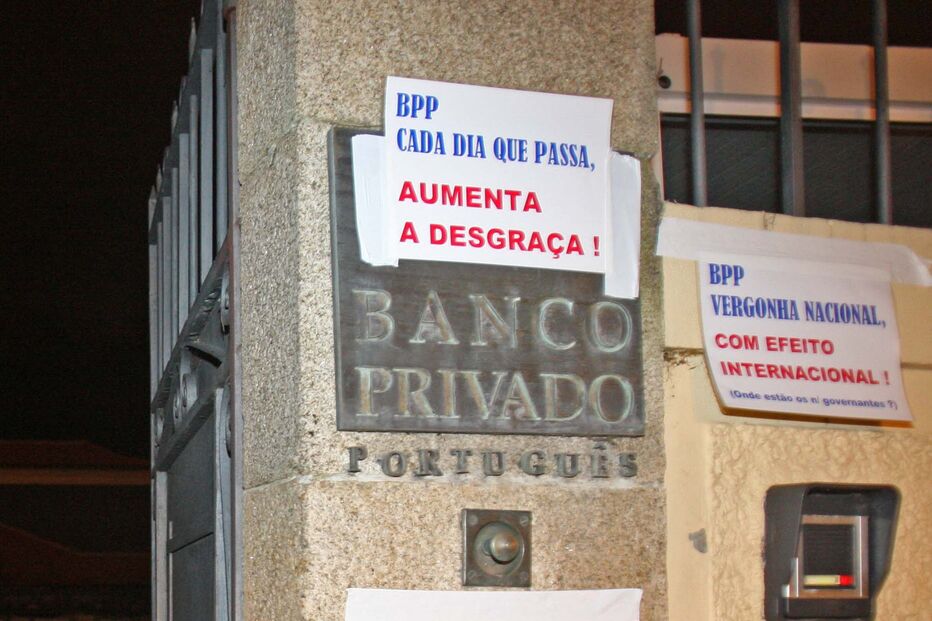 BPP
CADA DIA QUE PASSA,
AUMENTA
A DESGRAÇA !
BANCO
PRIVADO
PORTUGUÊS
BPP
VERGONHA NACIONAL,
COM EFEITO
INTERNACIONAL !
(Onde estão os governantes ?)